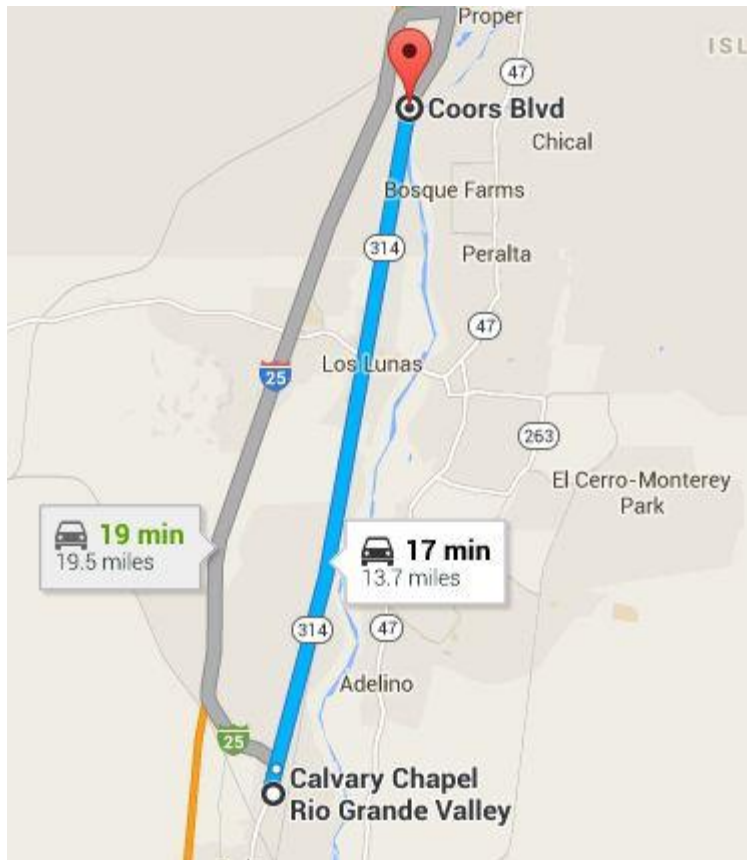 Proper
ISL
47
Coors Blvd
Chical
Bosque Farms
314
Peralta
47
Los Lunas
25
263
El Cerro-Monterey
Park
19 min
19.5 miles
17 min
13.7 miles
314
47
Adelino
25
Calvary Chapel
Rio Grande Valley